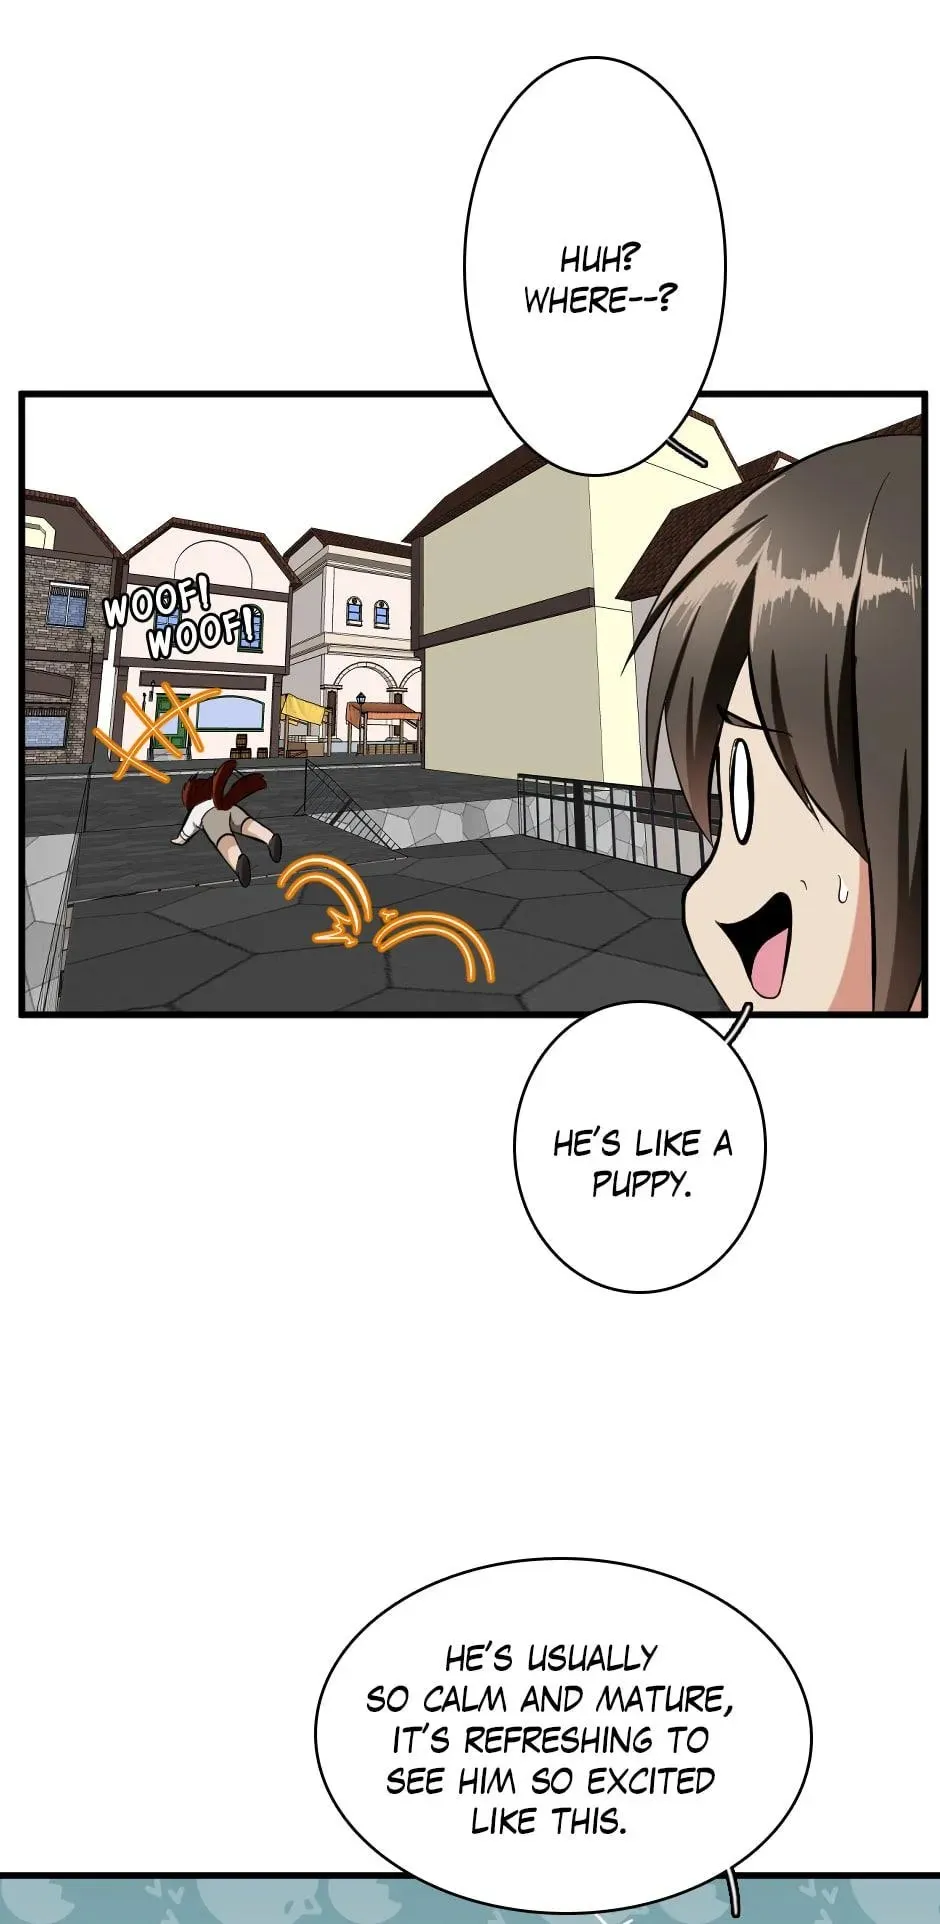 HUH?
WHERE--?
WOOF!
WOOF!
HE'S LIKE A
PUPPY.
HE'S USUALLY
SO CALM AND MATURE,
IT'S REFRESHING TO
SEE HIM SO EXCITED
LIKE THIS.